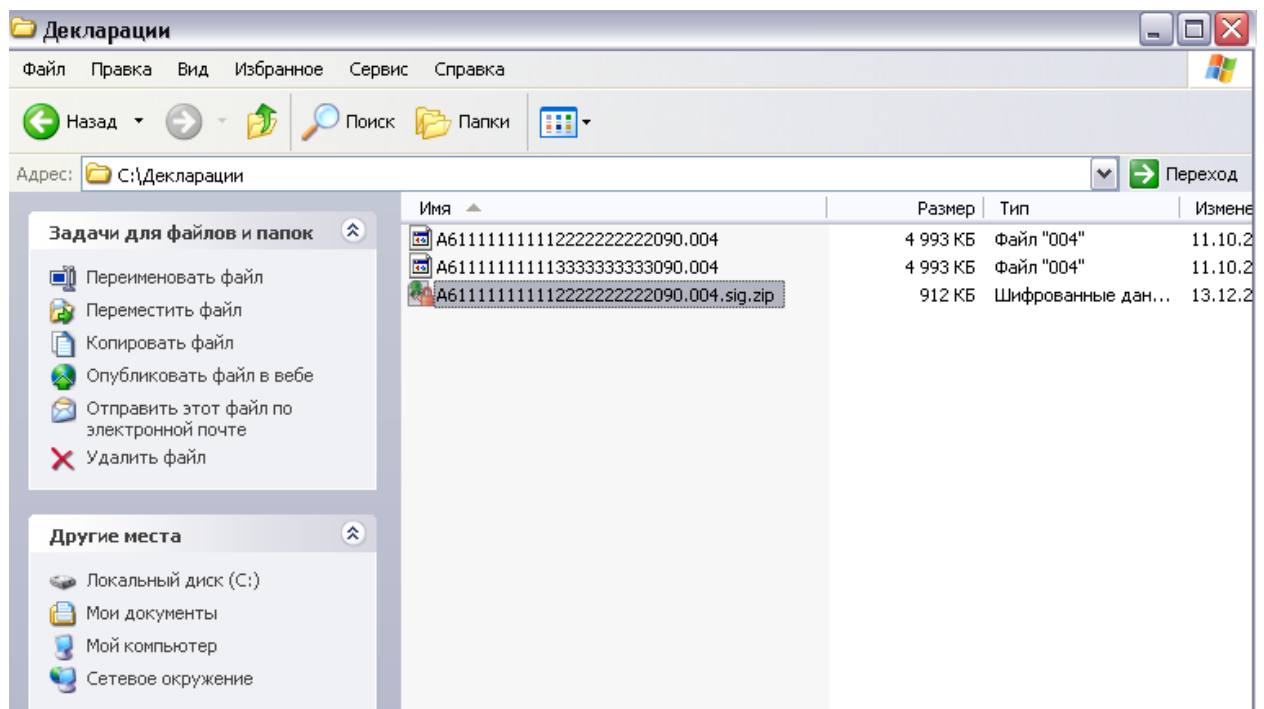 Декларации
Файл Правка Вид Избранное Сервис Справка
Назад Поиск Папки
Адрес: C:\Декларации Переход
Имя Размер Тип Измене
Задачи для файлов и папок
A6111111111122222222222090.004 4 993 КБ Файл "004" 11.10.2
A6111111111133333333333090.004 4 993 КБ Файл "004" 11.10.2
A6111111111122222222222090.004.sig.zip 912 КБ Шифрованные дан... 13.12.2
Переименовать файл
Переместить файл
Копировать файл
Опубликовать файл в вебе
Отправить этот файл по
электронной почте
Удалить файл
Другие места
Локальный диск (C:)
Мои документы
Мой компьютер
Сетевое окружение